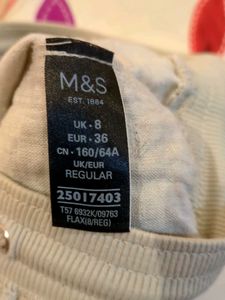 M&S
EST. 1884
UK • 8
EUR • 36
CN • 160/64A
UK/EUR
REGULAR
25017403
T57 6932K/09763
FLAX(8/REG)